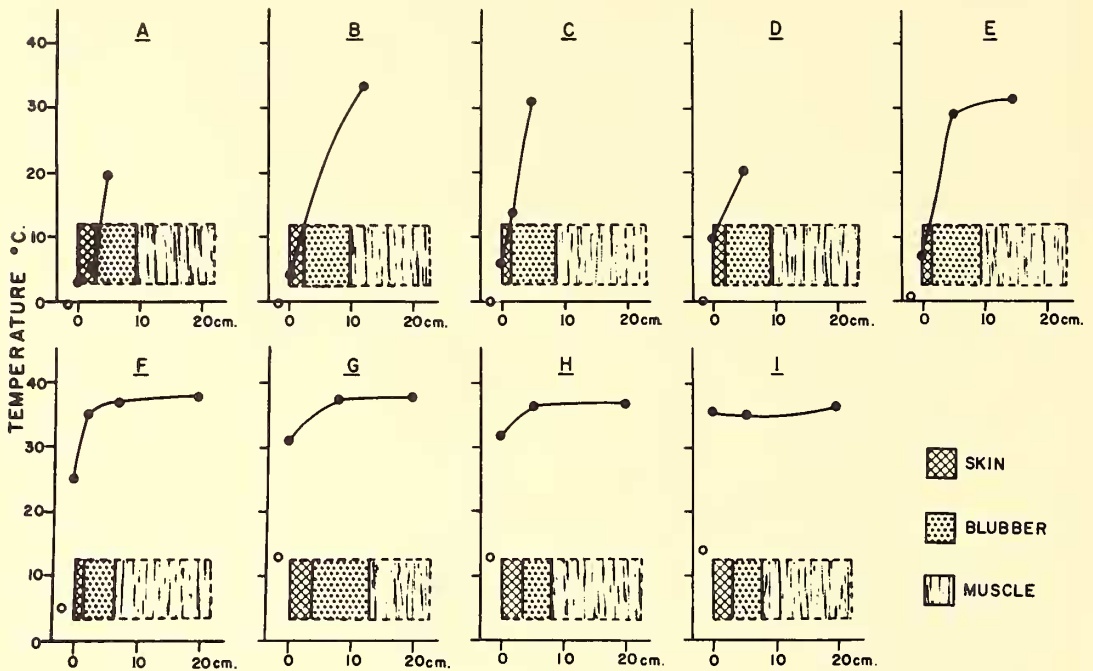 A B C D E
40
30
20
10
0
0 10 20cm. 0 10 20cm. 0 10 20cm. 0 10 20cm. 0 10 20cm.
TEMPERATURE °C.
F G H I
40
30
20
10
0
0 10 20cm. 0 10 20cm. 0 10 20cm. 0 10 20cm.
SKIN
BLUBBER
MUSCLE